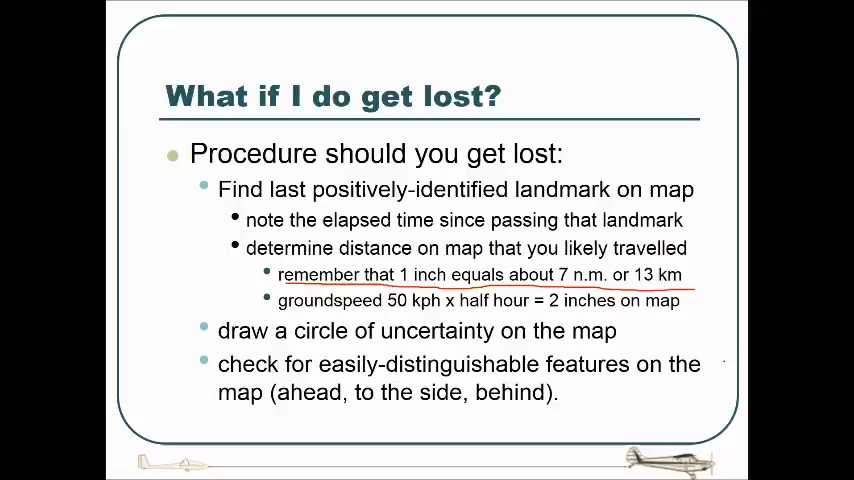 What if I do get lost?
Procedure should you get lost:
Find last positively-identified landmark on map
note the elapsed time since passing that landmark
determine distance on map that you likely travelled
remember that 1 inch equals about 7 n.m. or 13 km
groundspeed 50 kph x half hour = 2 inches on map
draw a circle of uncertainty on the map
check for easily-distinguishable features on the
map (ahead, to the side, behind).